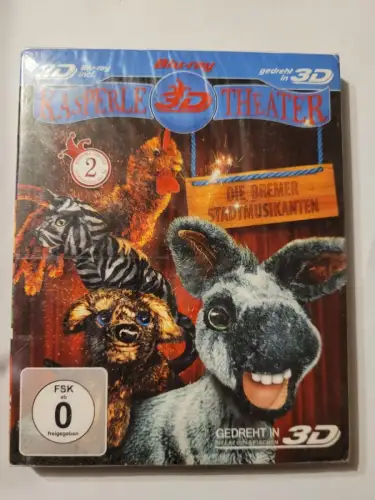 3D Blu-ray
incl.
Blu-ray
gedreht in 3D
KASPERLE 3D THEATER
2
DIE BREMER
STADTMUSIKANTEN
FSK
ab
0
freigegeben
GEDREHT IN
3D